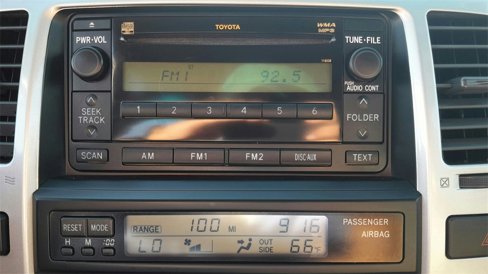 TOYOTA
WMA
MP3
PWR•VOL
TUNE•FILE
FM1 92.5
PUSH
AUDIO CONT
1 2 3 4 5 6
SEEK
TRACK
FOLDER
SCAN AM FM1 FM2 DISC•AUX TEXT
RESET MODE
RANGE 100 MI 9 16
PASSENGER
AIRBAG
H M :00
LO OUT
SIDE 66°F